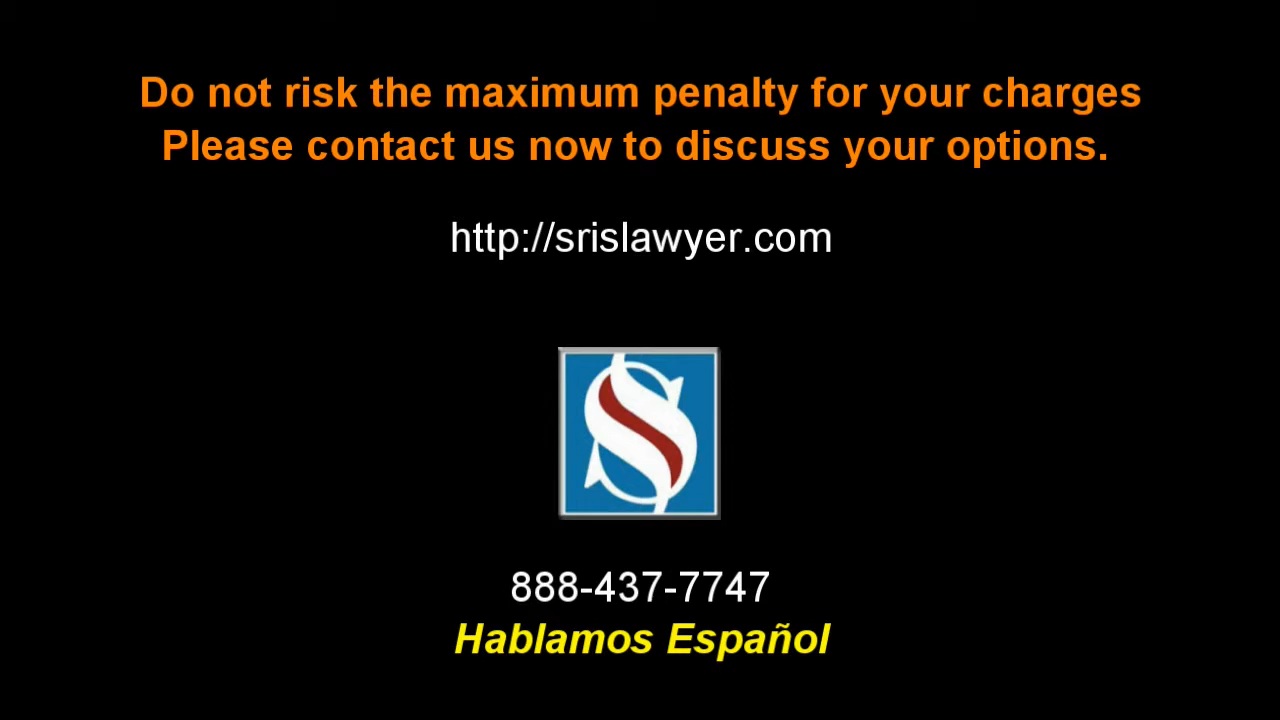 Do not risk the maximum penalty for your charges
Please contact us now to discuss your options.
http://srislawyer.com
S
888-437-7747
Hablamos Español